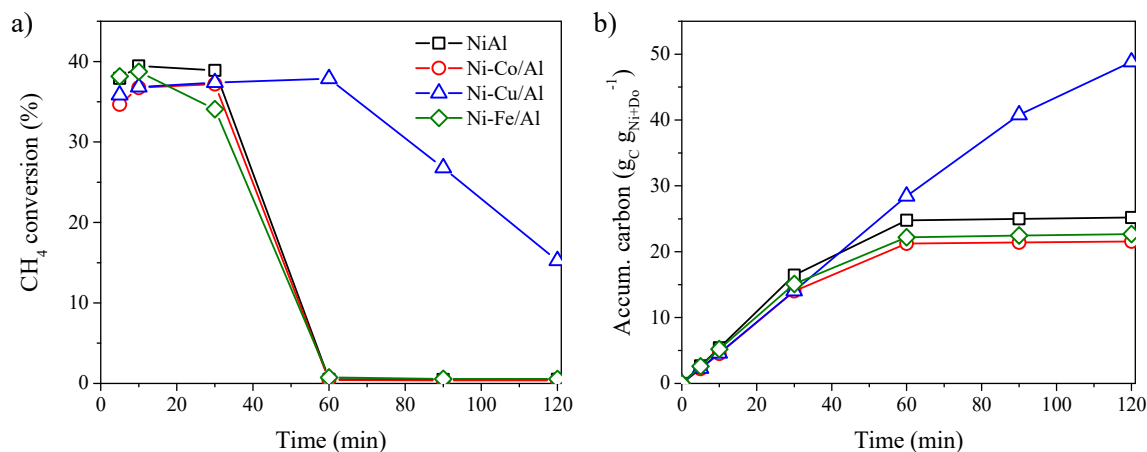 a)
CH₄ conversion (%)
40
30
20
10
0
0 20 40 60 80 100 120
Time (min)
NiAl
Ni-Co/Al
Ni-Cu/Al
Ni-Fe/Al
b)
Accum. carbon (g_C g_Ni+Do⁻¹)
50
40
30
20
10
0
0 20 40 60 80 100 120
Time (min)